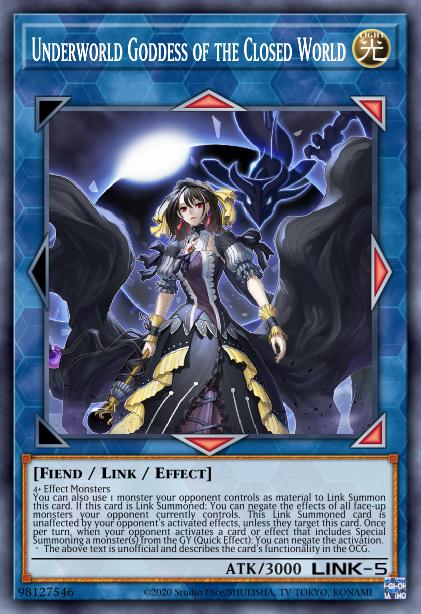 UNDERWORLD GODDESS OF THE CLOSED WORLD
LIGHT
光
[FIEND / LINK / EFFECT]
4+ Effect Monsters
You can also use 1 monster your opponent controls as material to Link Summon
this card. If this card is Link Summoned: You can negate the effects of all face-up
monsters your opponent currently controls. This Link Summoned card is
unaffected by your opponent's activated effects, unless they target this card. Once
per turn, when your opponent activates a card or effect that includes Special
Summoning a monster(s) from the GY (Quick Effect): You can negate the activation.
- The above text is unofficial and describes the card's functionality in the OCG.
ATK/3000 LINK-5
98127546
©2020 Studio Dice/SHUEISHA, TV TOKYO, KONAMI